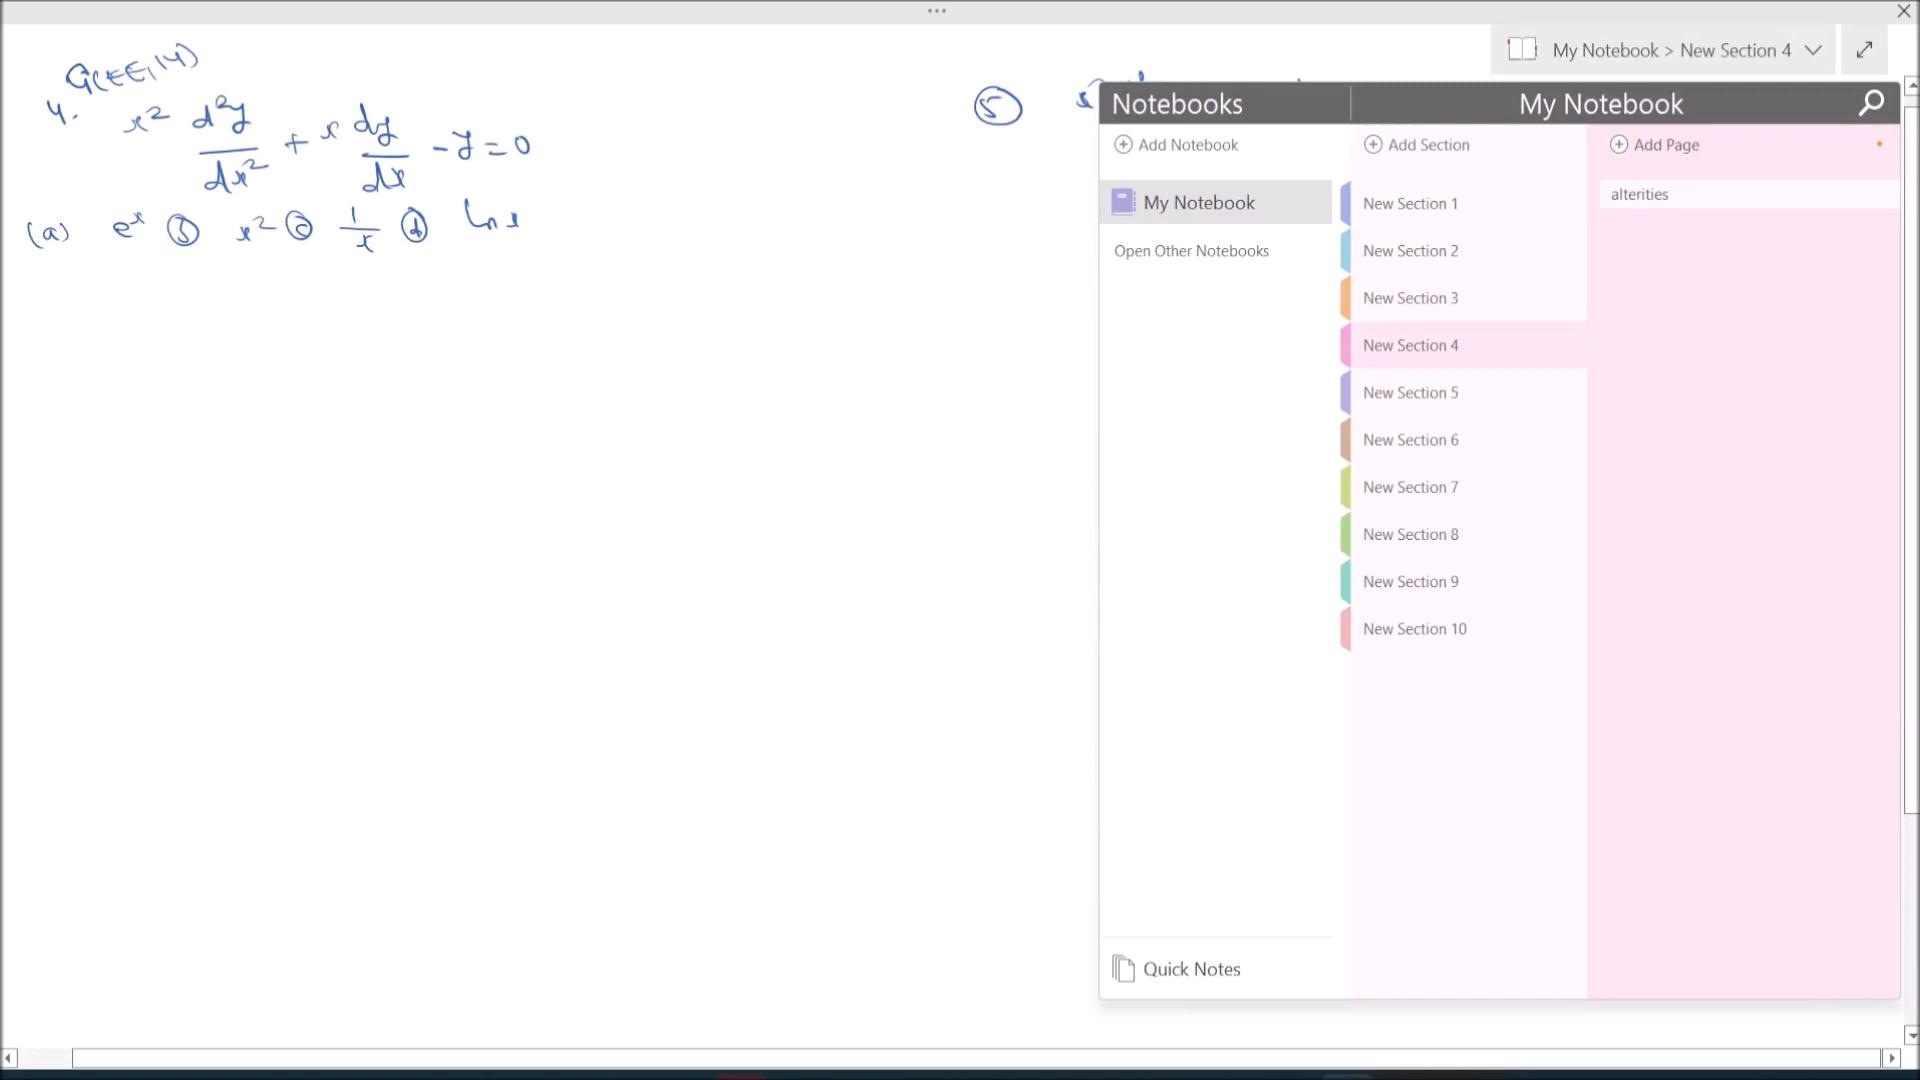 My Notebook > New Section 4
G(EE,14)
4. x² d²y/dx² + x dy/dx - y = 0
(a) eˣ (b) x² (c) 1/x (d) ln x
(5)
Notebooks
My Notebook
Add Notebook
Add Section
Add Page
My Notebook
Open Other Notebooks
New Section 1
New Section 2
New Section 3
New Section 4
New Section 5
New Section 6
New Section 7
New Section 8
New Section 9
New Section 10
alterities
Quick Notes